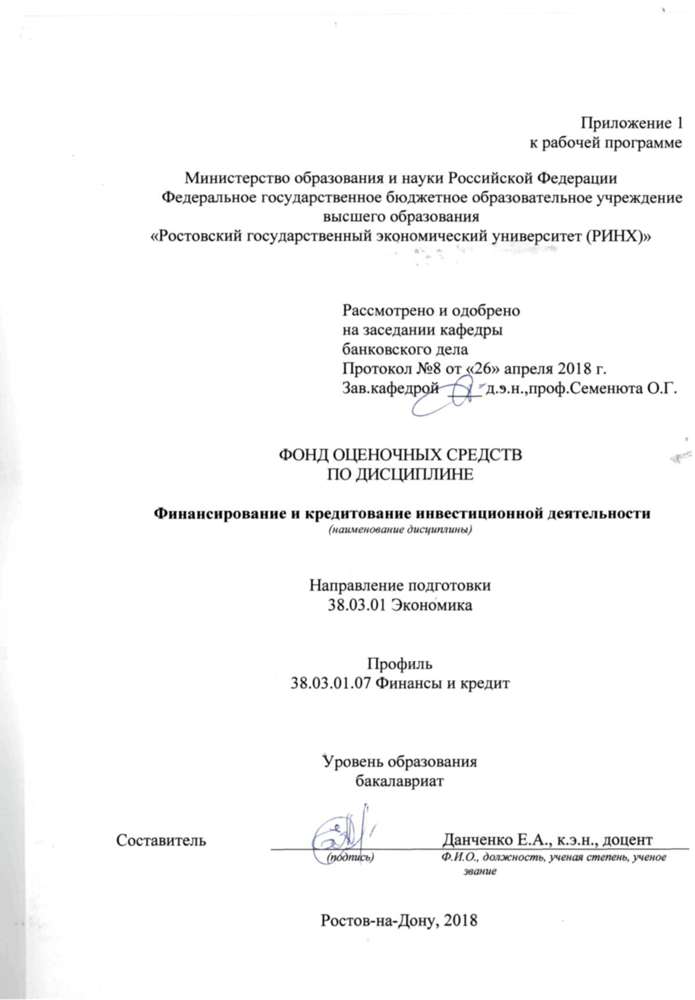 Приложение 1
к рабочей программе
Министерство образования и науки Российской Федерации
Федеральное государственное бюджетное образовательное учреждение
высшего образования
«Ростовский государственный экономический университет (РИНХ)»
Рассмотрено и одобрено
на заседании кафедры
банковского дела
Протокол №8 от «26» апреля 2018 г.
Зав.кафедрой ____ д.э.н.,проф.Семенюта О.Г.
ФОНД ОЦЕНОЧНЫХ СРЕДСТВ
ПО ДИСЦИПЛИНЕ
Финансирование и кредитование инвестиционной деятельности
(наименование дисциплины)
Направление подготовки
38.03.01 Экономика
Профиль
38.03.01.07 Финансы и кредит
Уровень образования
бакалавриат
Составитель Данченко Е.А., к.э.н., доцент
(подпись) Ф.И.О., должность, ученая степень, ученое
звание
Ростов-на-Дону, 2018